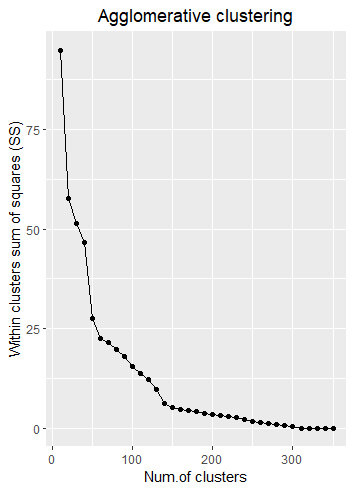 Agglomerative clustering
Within clusters sum of squares (SS)
75
50
25
0
0 100 200 300
Num.of clusters